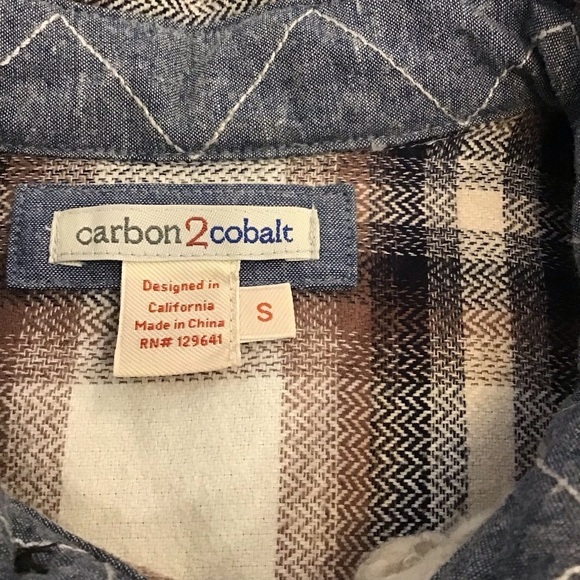 carbon2cobalt
Designed in
California
Made in China
RN# 129641
S